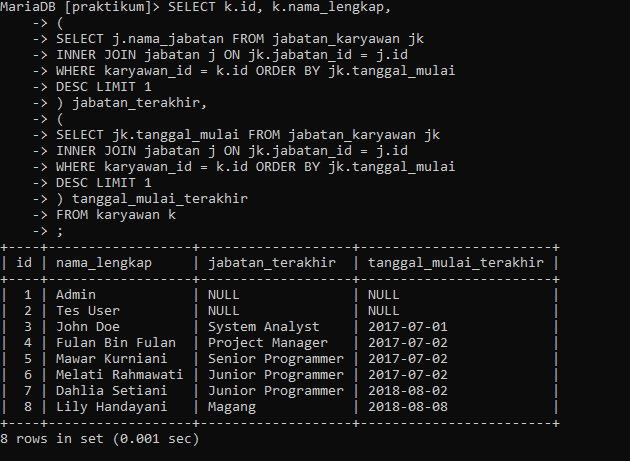 MariaDB [praktikum]> SELECT k.id, k.nama_lengkap,
    -> (
    -> SELECT j.nama_jabatan FROM jabatan_karyawan jk
    -> INNER JOIN jabatan j ON jk.jabatan_id = j.id
    -> WHERE karyawan_id = k.id ORDER BY jk.tanggal_mulai
    -> DESC LIMIT 1
    -> ) jabatan_terakhir,
    -> (
    -> SELECT jk.tanggal_mulai FROM jabatan_karyawan jk
    -> INNER JOIN jabatan j ON jk.jabatan_id = j.id
    -> WHERE karyawan_id = k.id ORDER BY jk.tanggal_mulai
    -> DESC LIMIT 1
    -> ) tanggal_mulai_terakhir
    -> FROM karyawan k
    -> ;
+----+------------------+-------------------+------------------------+
| id | nama_lengkap     | jabatan_terakhir  | tanggal_mulai_terakhir |
+----+------------------+-------------------+------------------------+
|  1 | Admin            | NULL              | NULL                   |
|  2 | Tes User         | NULL              | NULL                   |
|  3 | John Doe         | System Analyst    | 2017-07-01             |
|  4 | Fulan Bin Fulan  | Project Manager   | 2017-07-02             |
|  5 | Mawar Kurniani   | Senior Programmer | 2017-07-02             |
|  6 | Melati Rahmawati | Junior Programmer | 2017-07-02             |
|  7 | Dahlia Setiani   | Junior Programmer | 2018-08-02             |
|  8 | Lily Handayani   | Magang            | 2018-08-08             |
+----+------------------+-------------------+------------------------+
8 rows in set (0.001 sec)